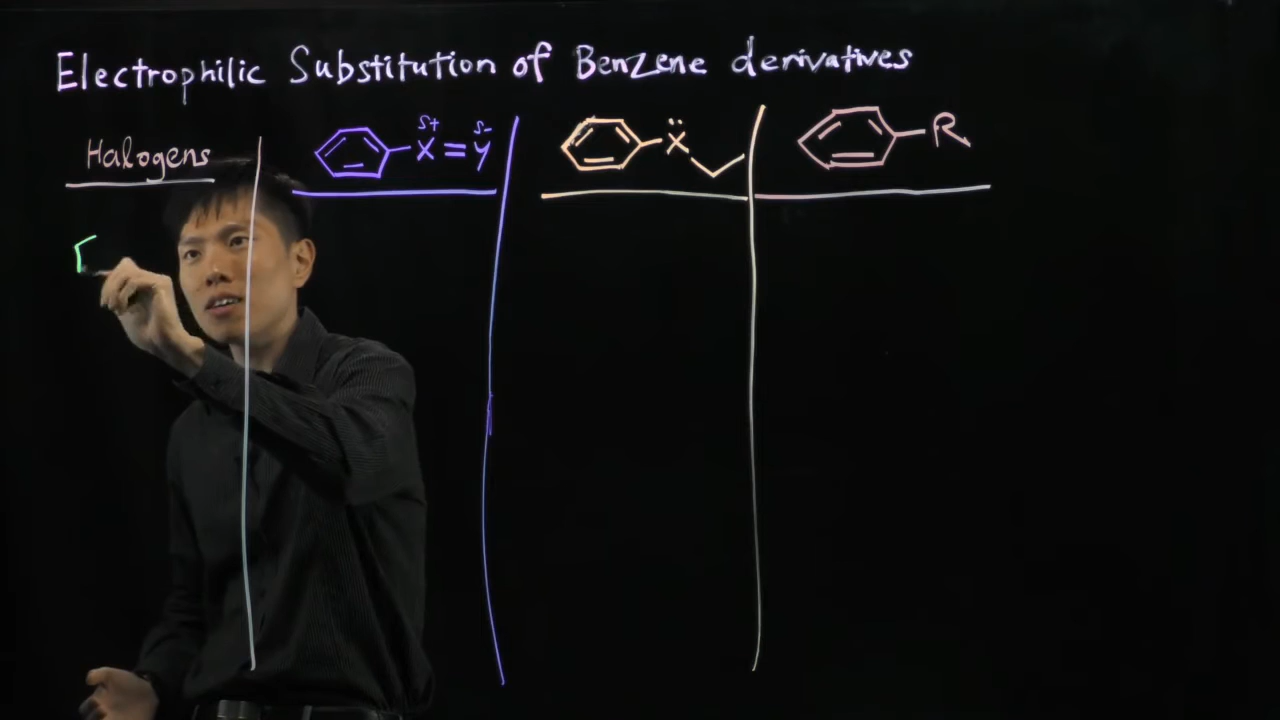 Electrophilic Substitution of Benzene derivatives
Halogens
δ+ δ-
X=Y
Ẍ
R